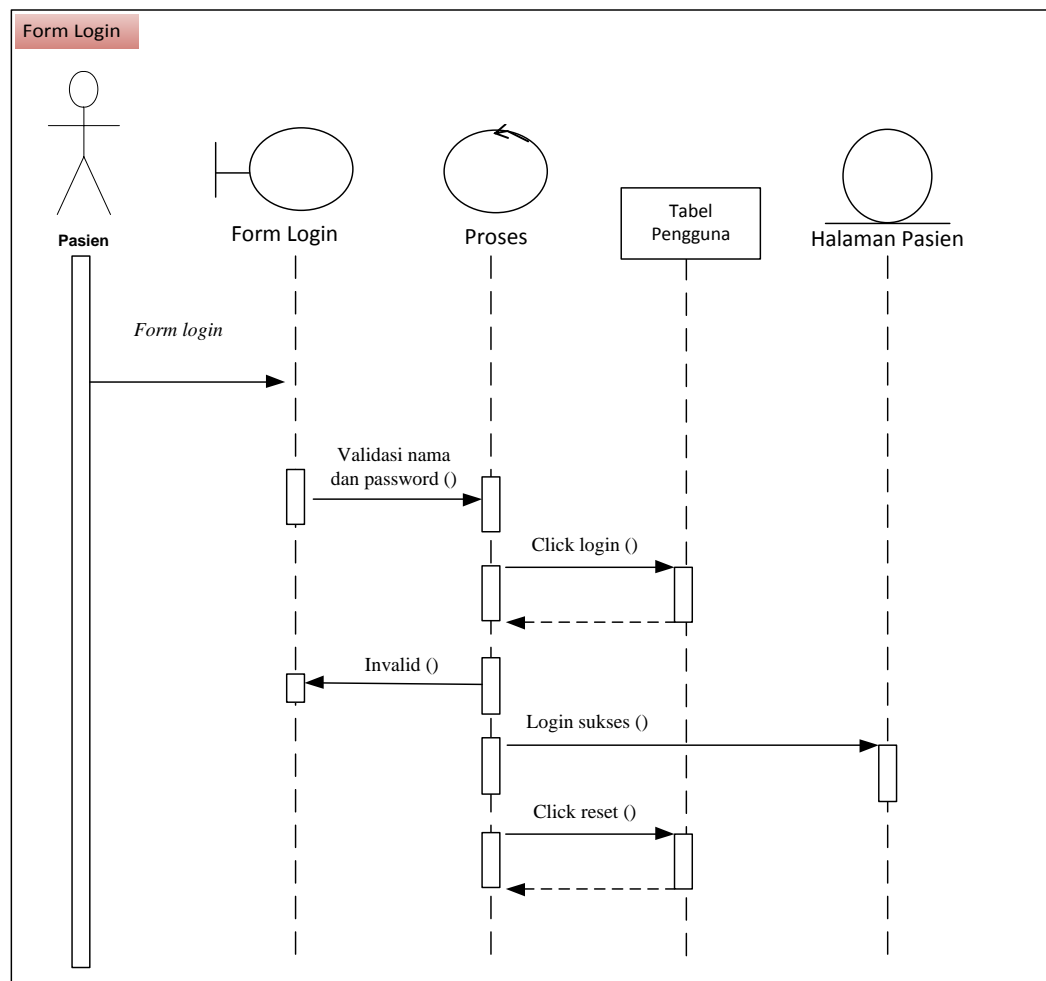 Form Login
Pasien
Form Login
Proses
Tabel
Pengguna
Halaman Pasien
Form login
Validasi nama
dan password ()
Click login ()
Invalid ()
Login sukses ()
Click reset ()